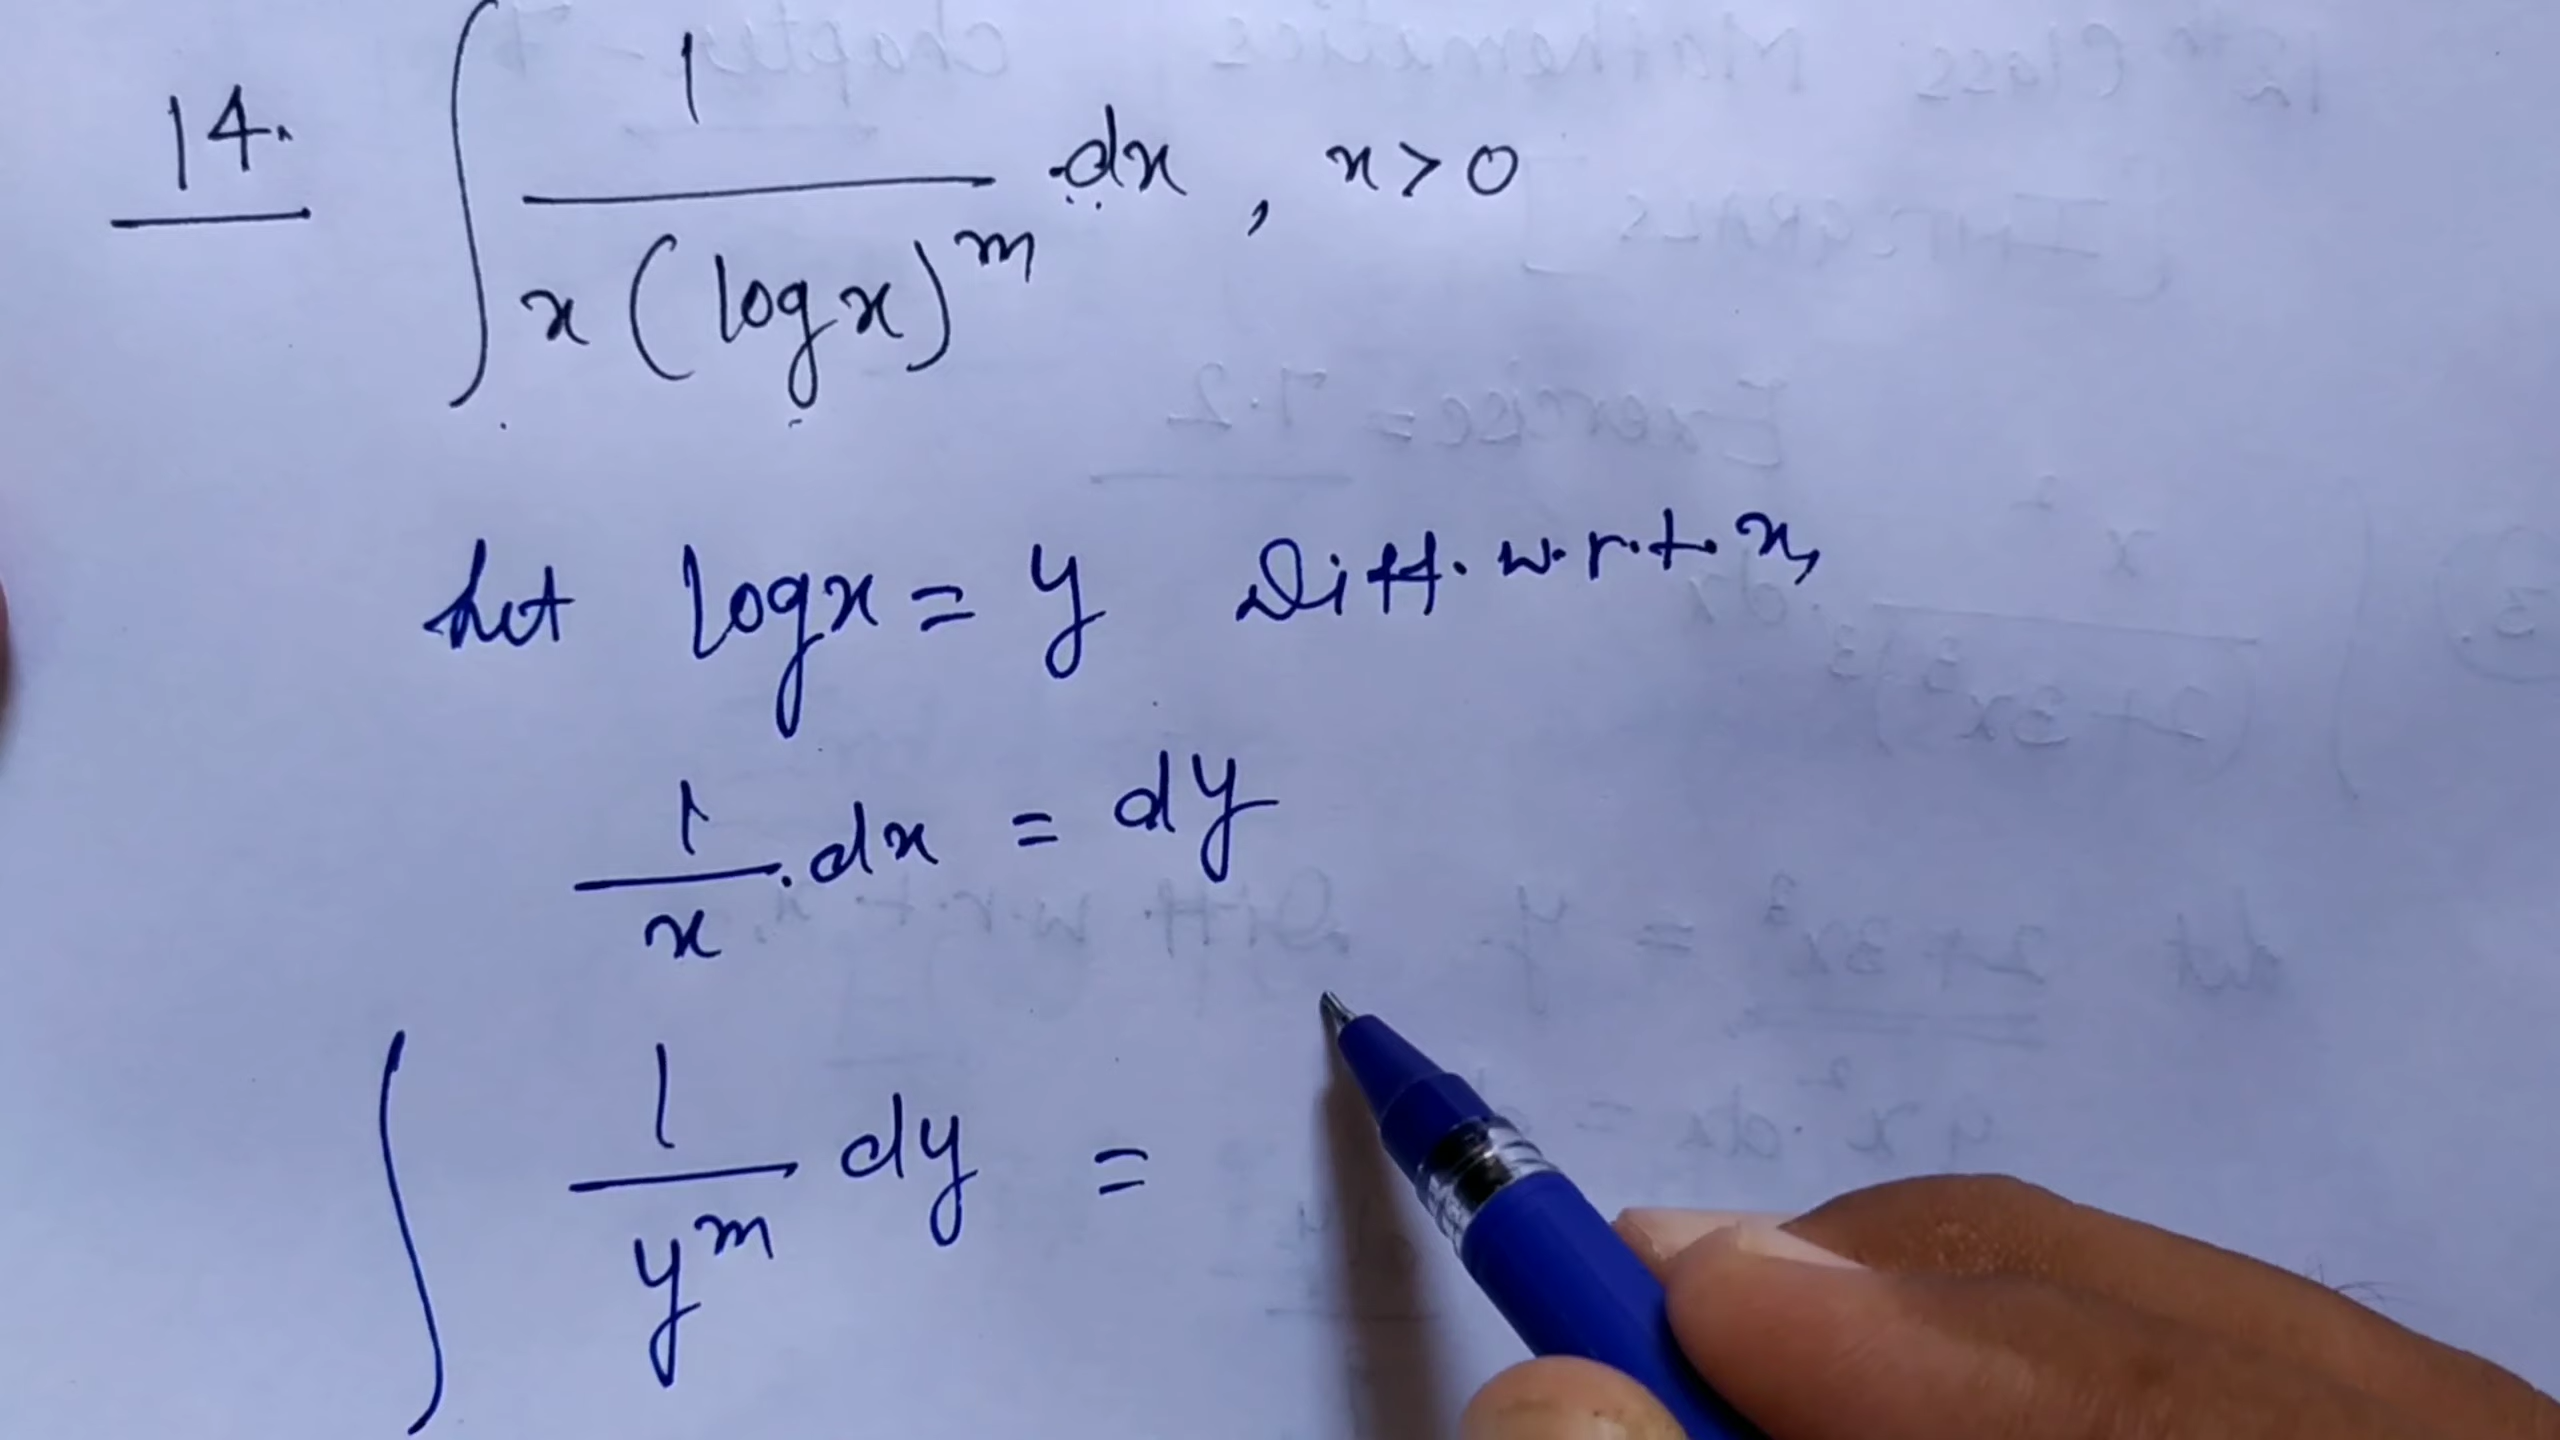 14. ∫ 1/(x (log x)^m) dx , x > 0
Let log x = y Diff. w.r.t. x,
1/x . dx = dy
∫ 1/y^m dy =